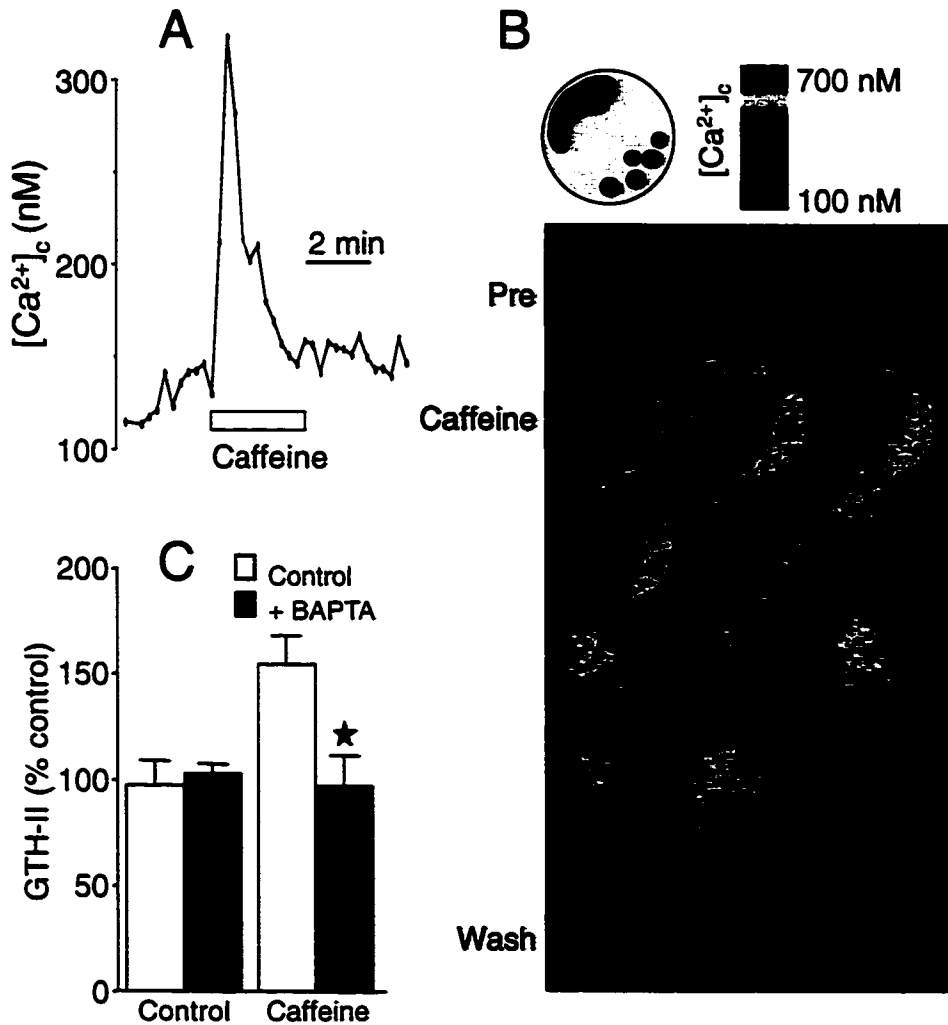 A
300
200
100
[Ca²⁺]c (nM)
2 min
Caffeine
B
[Ca²⁺]c
700 nM
100 nM
Pre
Caffeine
Wash
C
200
150
100
50
0
GTH-II (% control)
Control
+ BAPTA
Control
Caffeine